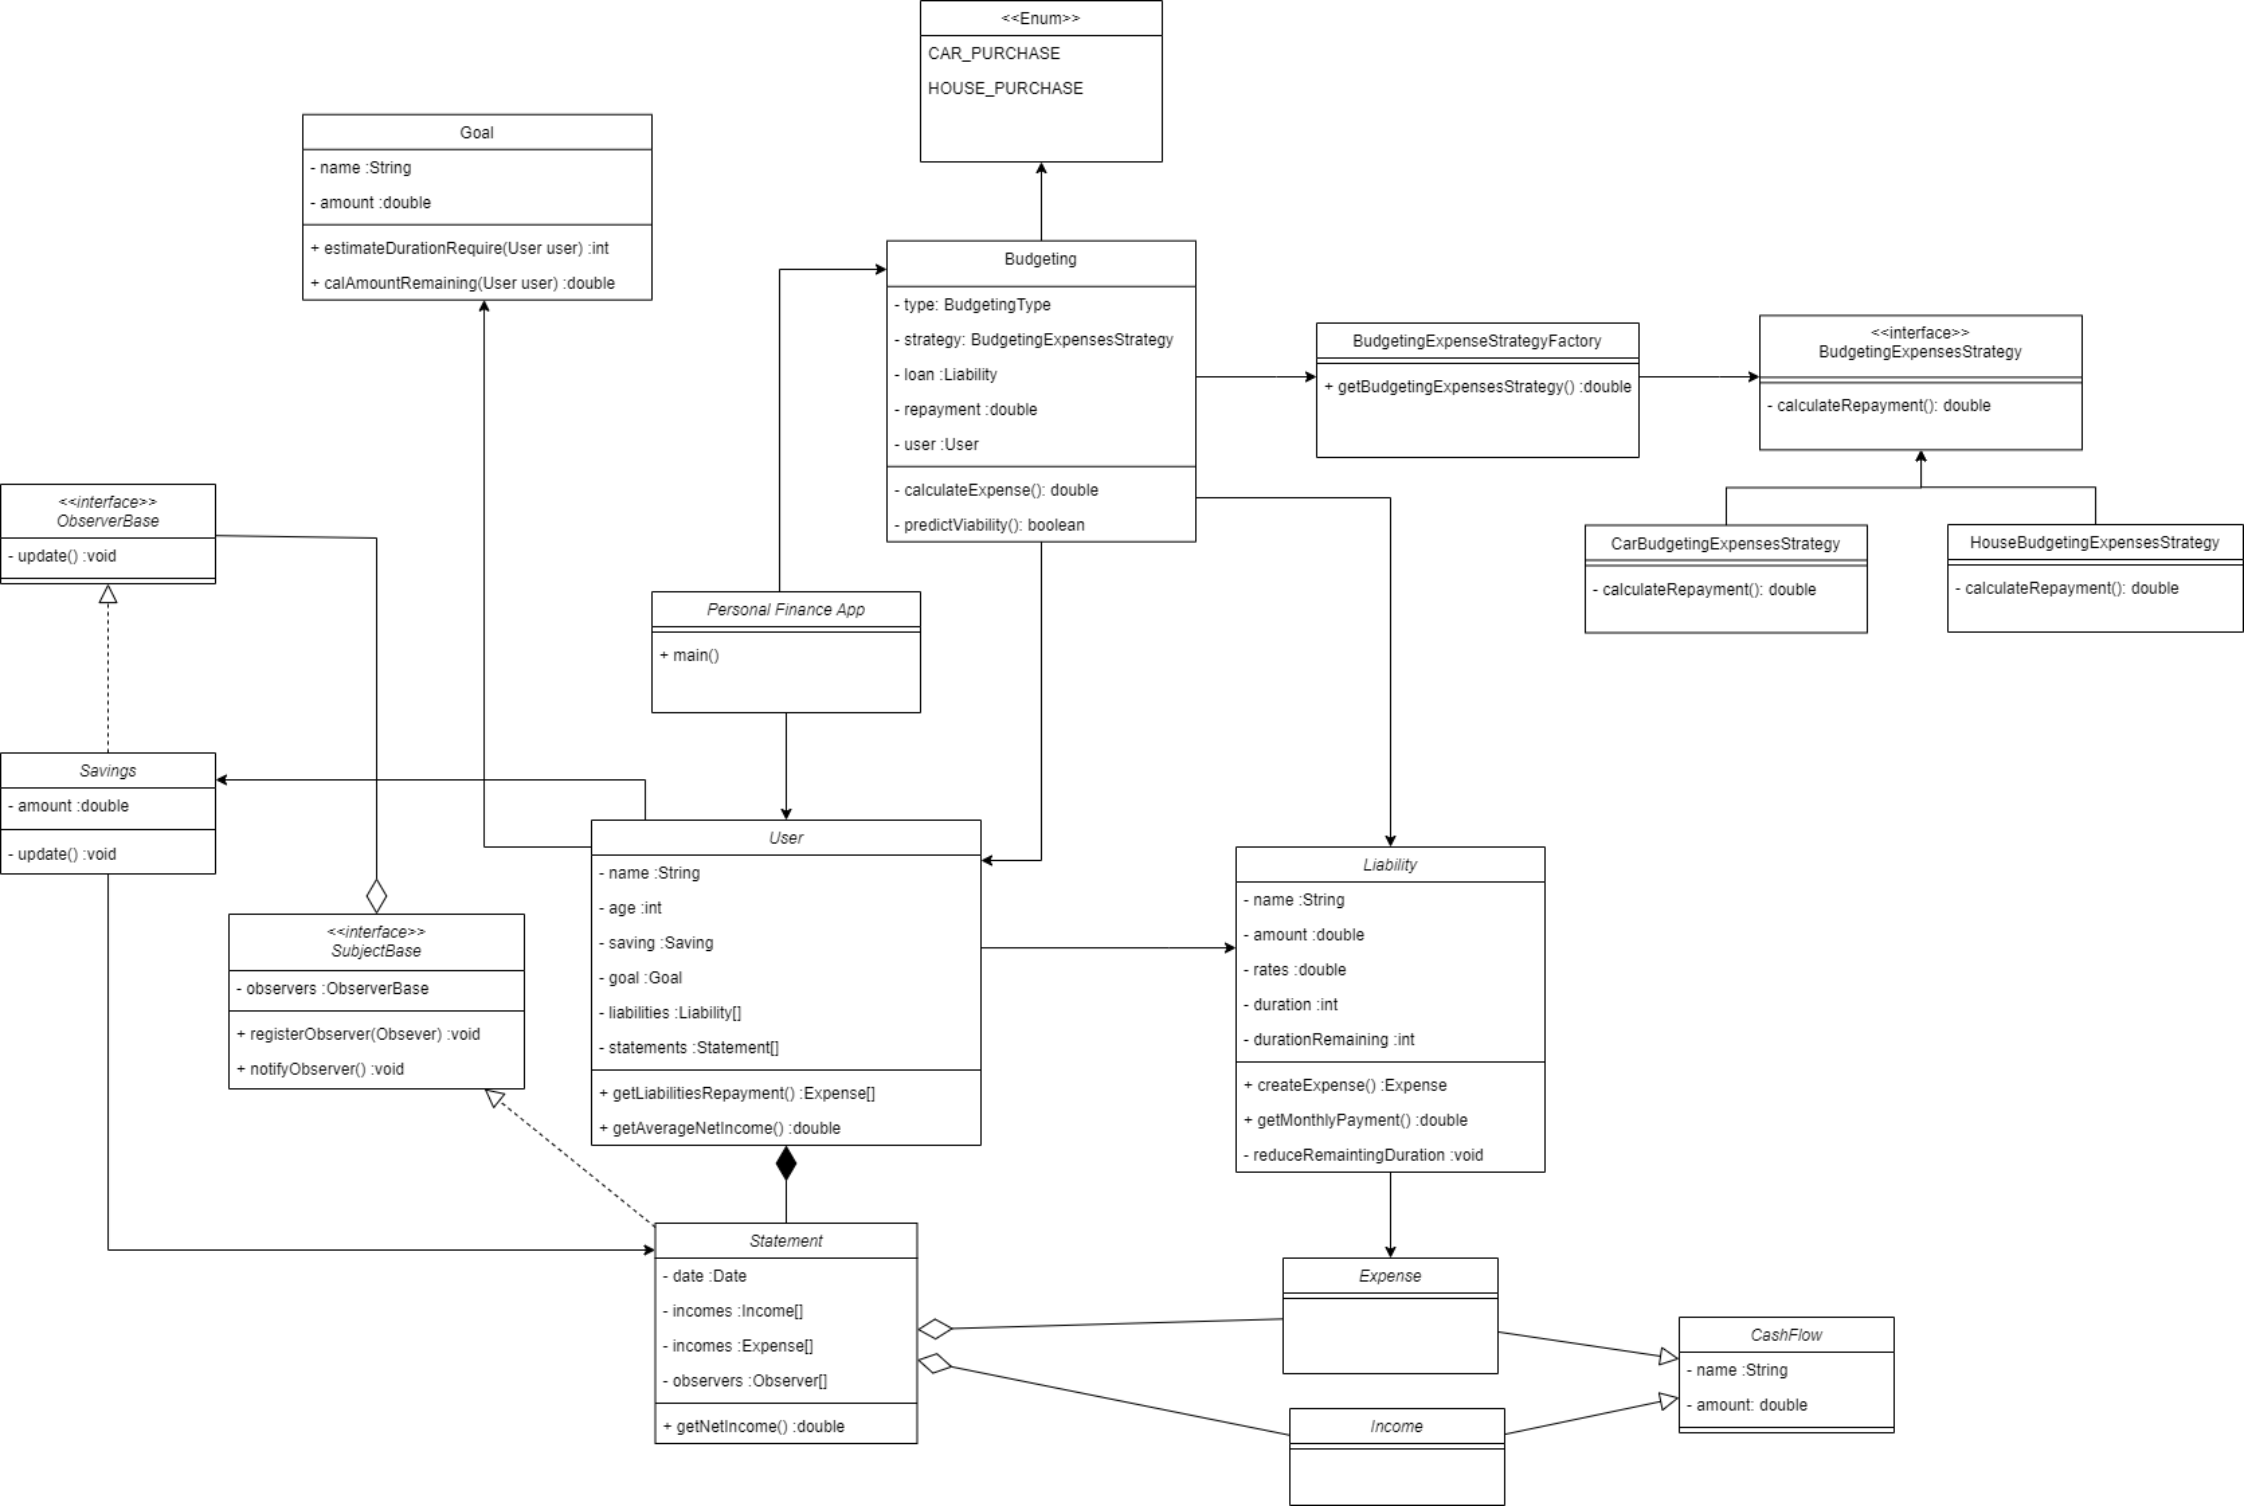 <<Enum>>
CAR_PURCHASE
HOUSE_PURCHASE
Goal
- name :String
- amount :double
+ estimateDurationRequire(User user) :int
+ calAmountRemaining(User user) :double
Budgeting
- type: BudgetingType
- strategy: BudgetingExpensesStrategy
- loan :Liability
- repayment :double
- user :User
- calculateExpense(): double
- predictViability(): boolean
BudgetingExpenseStrategyFactory
+ getBudgetingExpensesStrategy() :double
<<interface>>
BudgetingExpensesStrategy
- calculateRepayment(): double
CarBudgetingExpensesStrategy
- calculateRepayment(): double
HouseBudgetingExpensesStrategy
- calculateRepayment(): double
<<interface>>
ObserverBase
- update() :void
Personal Finance App
+ main()
Savings
- amount :double
- update() :void
<<interface>>
SubjectBase
- observers :ObserverBase
+ registerObserver(Obsever) :void
+ notifyObserver() :void
User
- name :String
- age :int
- saving :Saving
- goal :Goal
- liabilities :Liability[]
- statements :Statement[]
+ getLiabilitiesRepayment() :Expense[]
+ getAverageNetIncome() :double
Liability
- name :String
- amount :double
- rates :double
- duration :int
- durationRemaining :int
+ createExpense() :Expense
+ getMonthlyPayment() :double
- reduceRemaintingDuration :void
Statement
- date :Date
- incomes :Income[]
- incomes :Expense[]
- observers :Observer[]
+ getNetIncome() :double
Expense
Income
CashFlow
- name :String
- amount: double